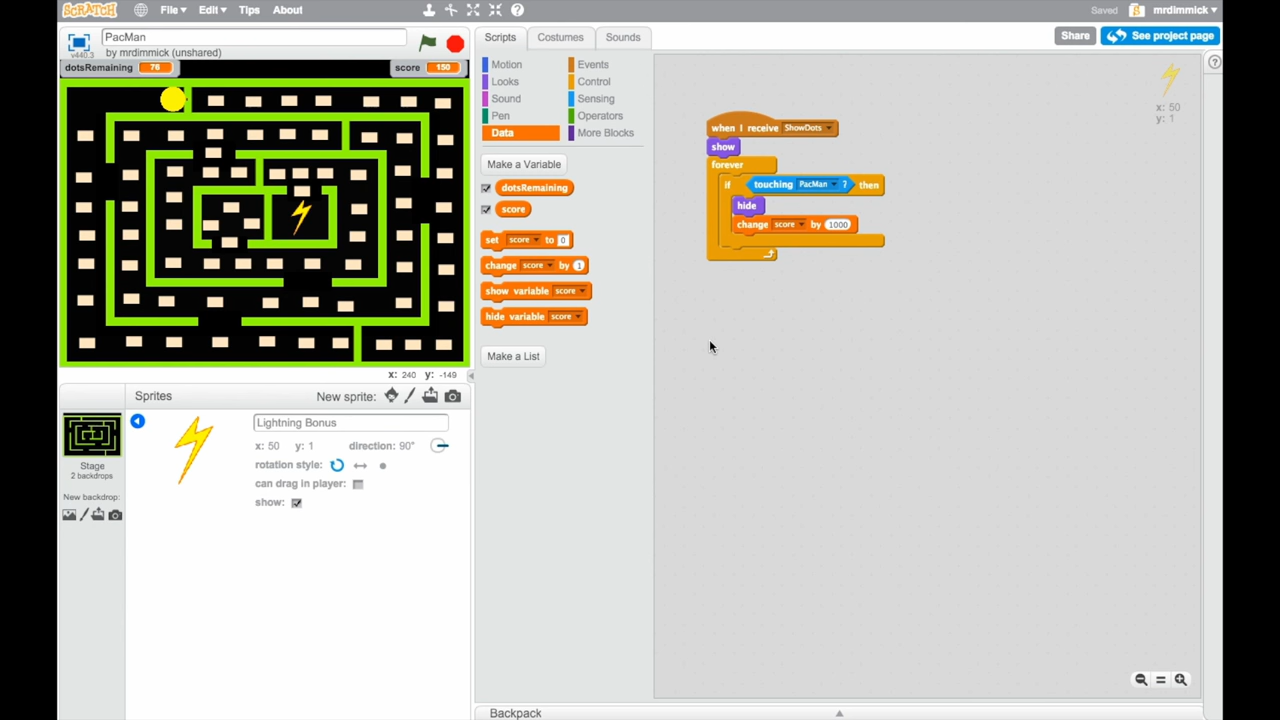 SCRATCH File Edit Tips About Saved mrdimmick
PacMan
by mrdimmick (unshared)
v440.3
dotsRemaining 76 score 150
Scripts Costumes Sounds
Share See project page
Motion Events
Looks Control
Sound Sensing
Pen Operators
Data More Blocks
Make a Variable
dotsRemaining
score
set score to 0
change score by 1
show variable score
hide variable score
Make a List
when I receive ShowDots
show
forever
if touching PacMan ? then
hide
change score by 1000
x: 50
y: 1
x: 240 y: -149
Sprites New sprite:
Lightning Bonus
x: 50 y: 1 direction: 90°
rotation style:
can drag in player:
show:
Stage
2 backdrops
New backdrop:
Backpack